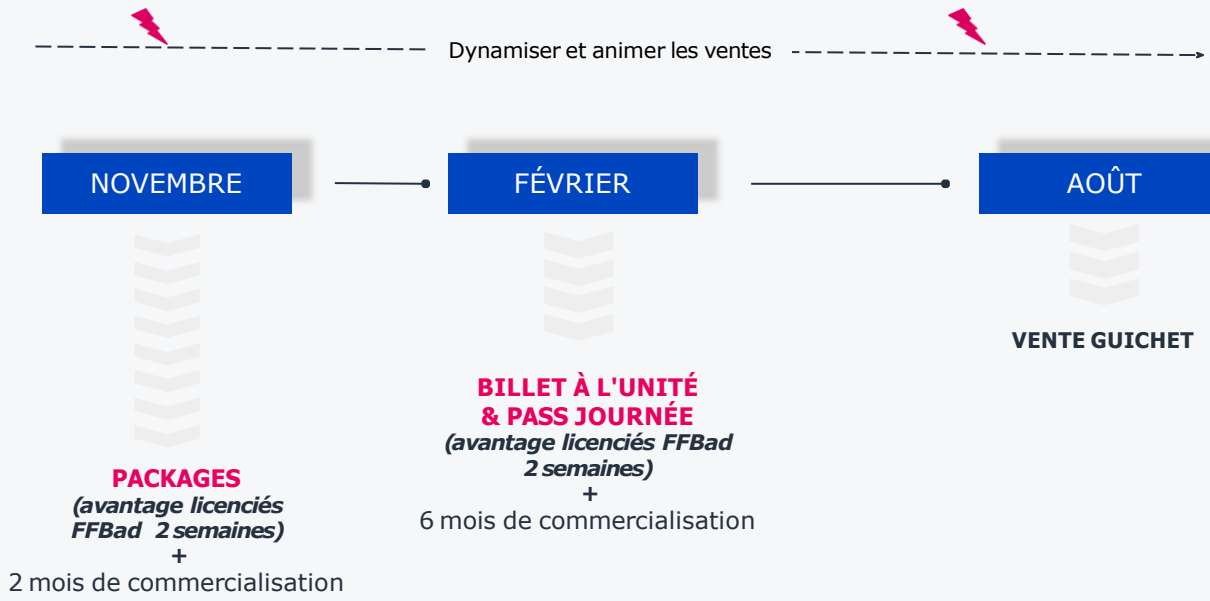 Dynamiser et animer les ventes
NOVEMBRE
FÉVRIER
AOÛT
PACKAGES
(avantage licenciés
FFBad 2 semaines)
+
2 mois de commercialisation
BILLET À L'UNITÉ
& PASS JOURNÉE
(avantage licenciés FFBad
2 semaines)
+
6 mois de commercialisation
VENTE GUICHET